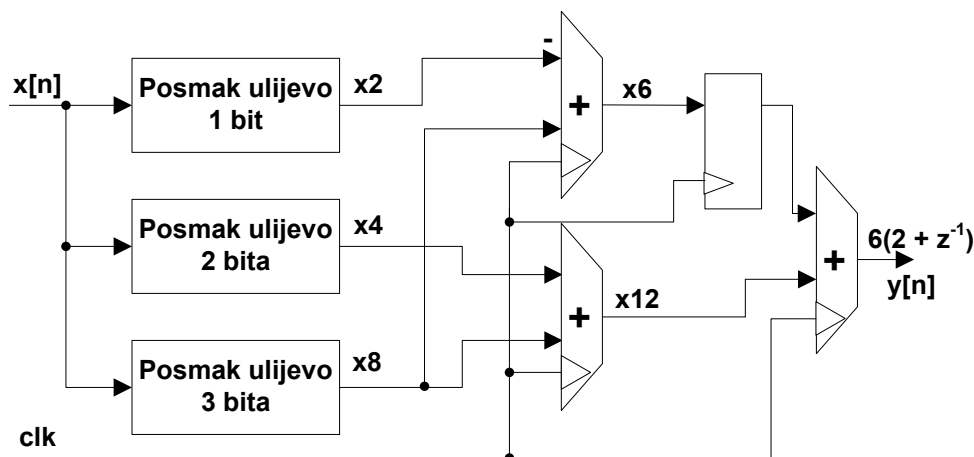 x[n]
Posmak ulijevo
1 bit
x2
-
+
x6
Posmak ulijevo
2 bita
x4
+
x12
Posmak ulijevo
3 bita
x8
+
6(2 + z⁻¹)
y[n]
clk